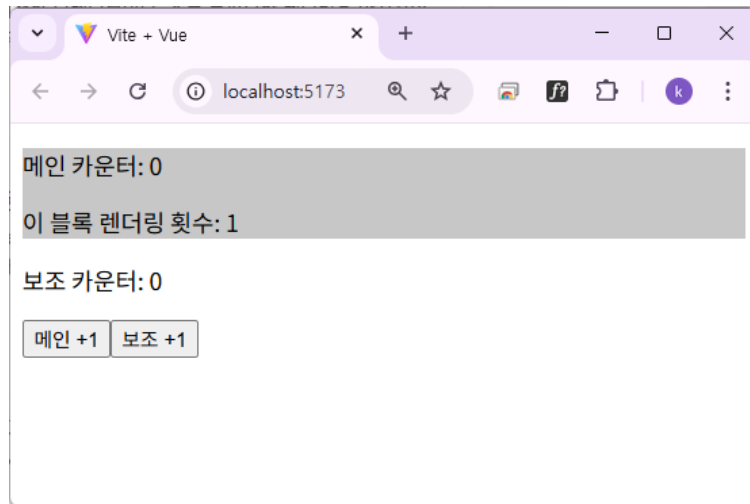 Vite + Vue
localhost:5173
f?
k
메인 카운터: 0
이 블록 렌더링 횟수: 1
보조 카운터: 0
메인 +1 보조 +1